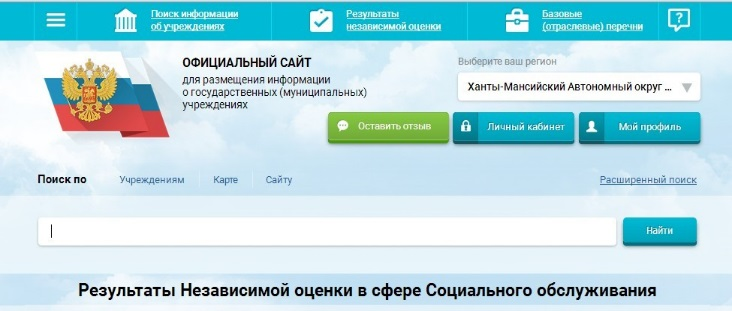 Поиск информации
об учреждениях
Результаты
независимой оценки
Базовые
(отраслевые) перечни
?
ОФИЦИАЛЬНЫЙ САЙТ
для размещения информации
о государственных (муниципальных)
учреждениях
Выберите ваш регион
Ханты-Мансийский Автономный округ ...
Оставить отзыв
Личный кабинет
Мой профиль
Поиск по
Учреждениям
Карте
Сайту
Расширенный поиск
Найти
Результаты Независимой оценки в сфере Социального обслуживания